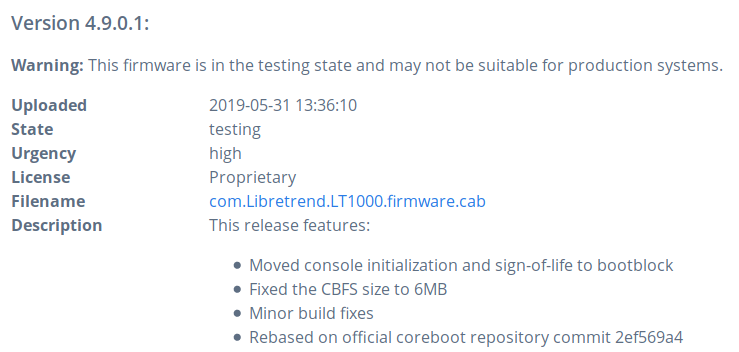 Version 4.9.0.1:
Warning: This firmware is in the testing state and may not be suitable for production systems.
Uploaded 2019-05-31 13:36:10
State testing
Urgency high
License Proprietary
Filename com.Libretrend.LT1000.firmware.cab
Description This release features:
• Moved console initialization and sign-of-life to bootblock
• Fixed the CBFS size to 6MB
• Minor build fixes
• Rebased on official coreboot repository commit 2ef569a4